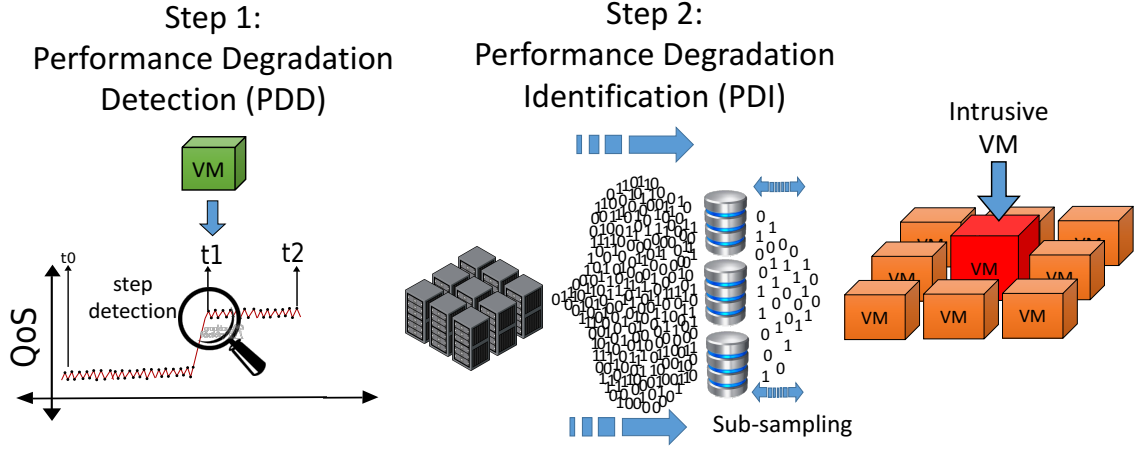 Step 1:
Performance Degradation
Detection (PDD)
Step 2:
Performance Degradation
Identification (PDI)
VM
Intrusive
VM
t0
t1
t2
step
detection
QoS
VM
VM
VM
VM
VM
VM
VM
VM
Sub-sampling